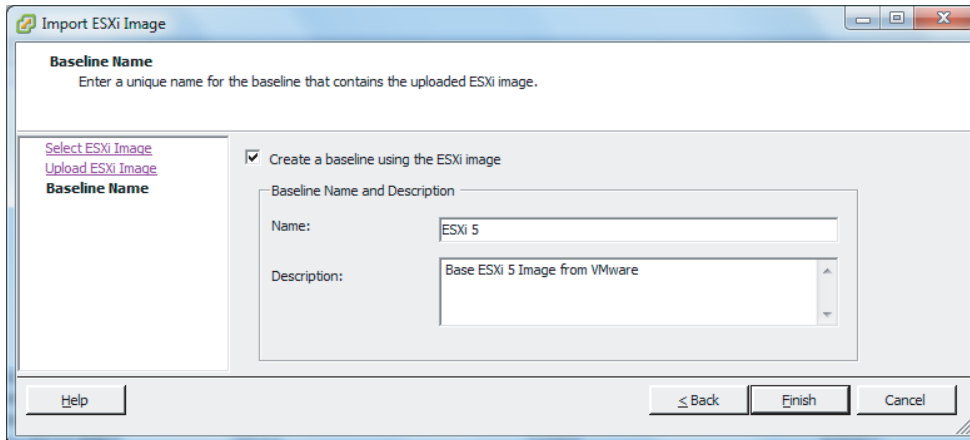 Import ESXi Image
Baseline Name
Enter a unique name for the baseline that contains the uploaded ESXi image.
Select ESXi Image
Upload ESXi Image
Baseline Name
Create a baseline using the ESXi image
Baseline Name and Description
Name:
ESXi 5
Description:
Base ESXi 5 Image from VMware
Help
< Back
Finish
Cancel